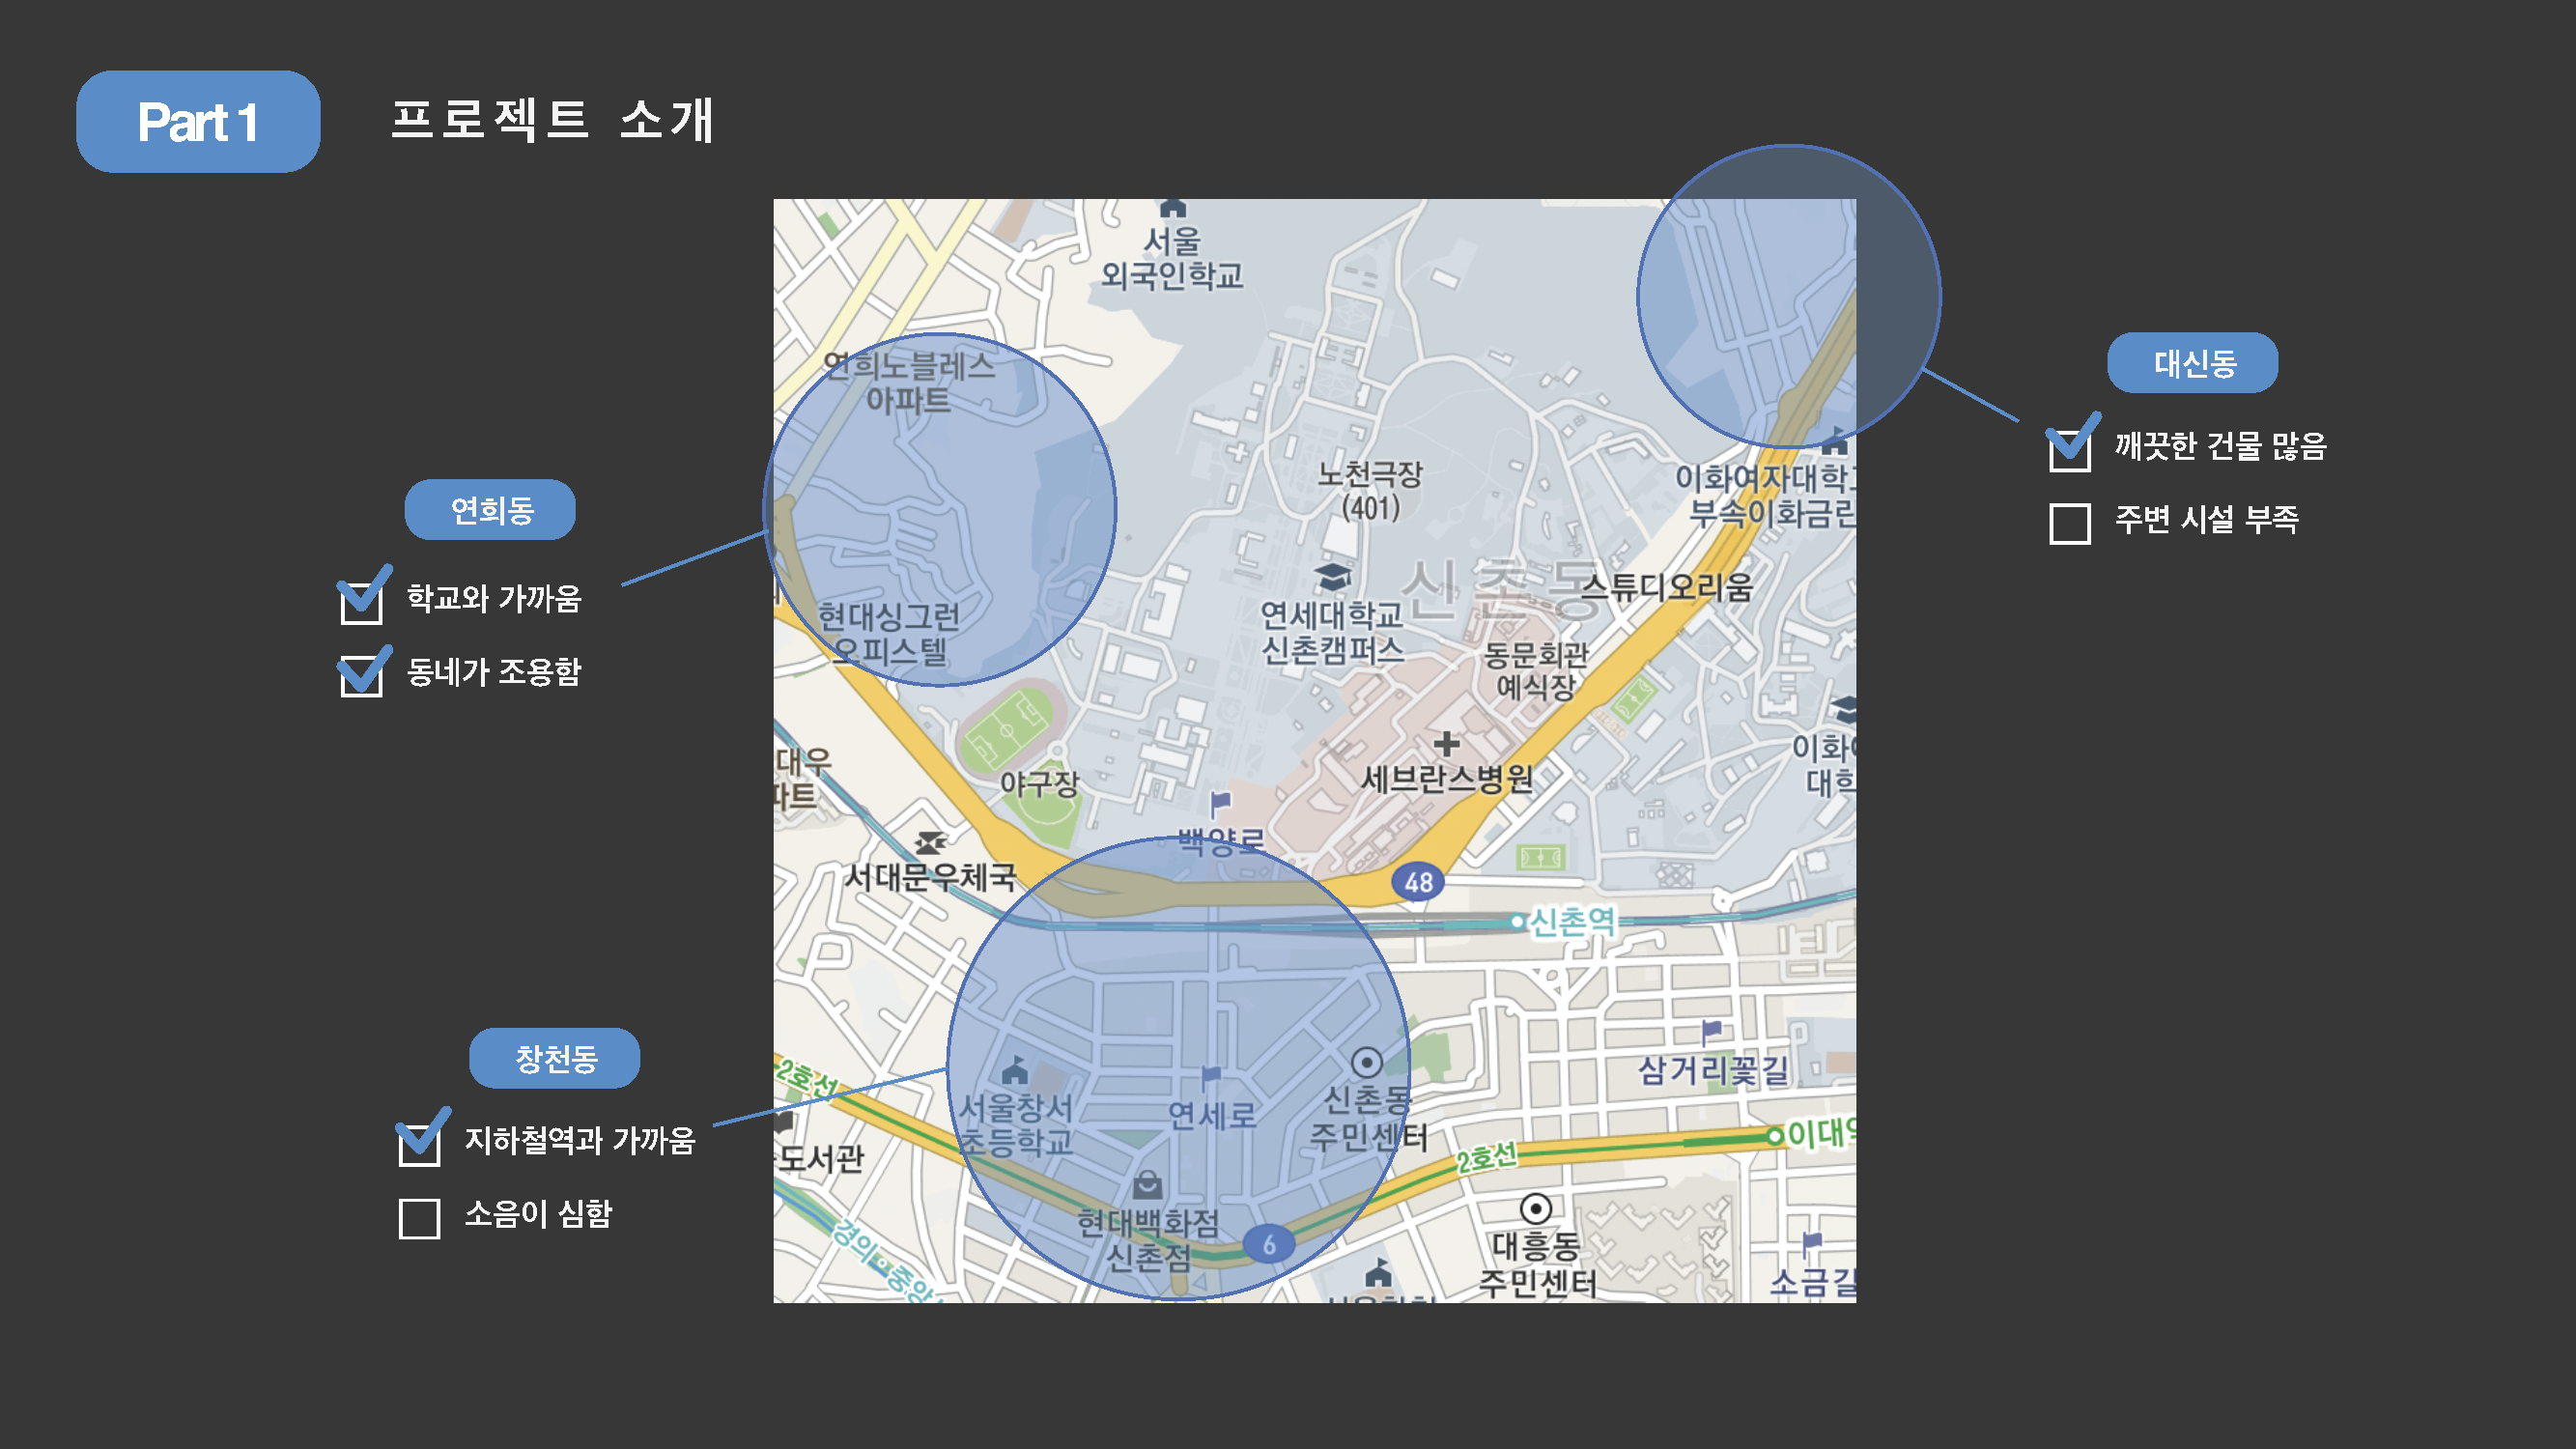 Part 1
프로젝트 소개
연희동
학교와 가까움
동네가 조용함
창천동
지하철역과 가까움
소음이 심함
대신동
깨끗한 건물 많음
주변 시설 부족
서울
외국인학교
연희노블레스
아파트
노천극장
(401)
이화여자대학교
부속이화금란
신촌동
스튜디오리움
연세대학교
신촌캠퍼스
현대싱그런
오피스텔
동문회관
예식장
대우
파트
야구장
세브란스병원
이화여
대학
백양로
서대문우체국
48
신촌역
2호선
서울창서
초등학교
연세로
신촌동
주민센터
삼거리꽃길
도서관
2호선
이대역
현대백화점
신촌점
6
대흥동
주민센터
소금길
경의·중앙